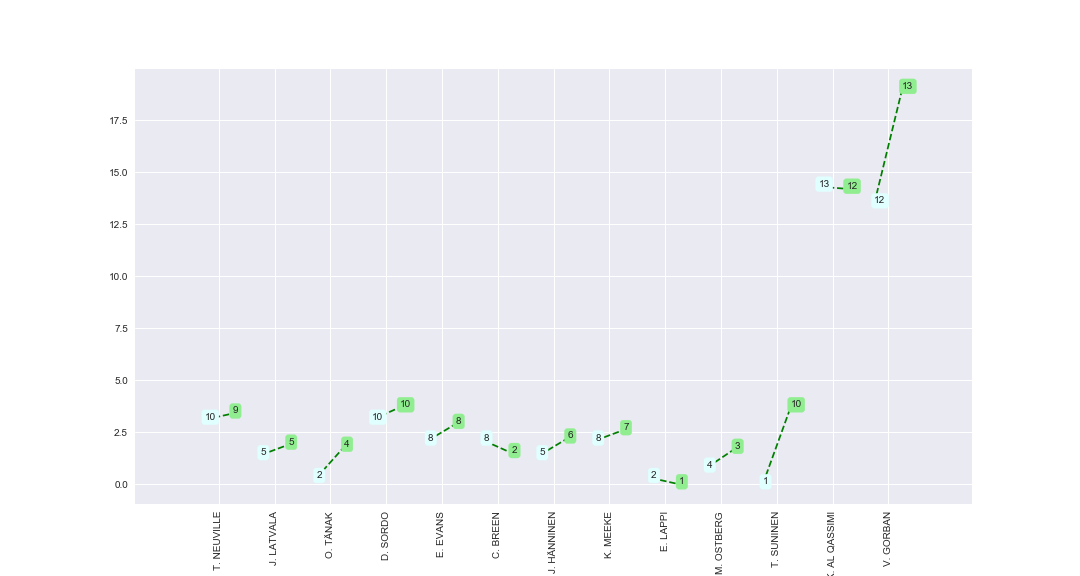 17.5
15.0
12.5
10.0
7.5
5.0
2.5
0.0
10
9
5
5
2
4
10
10
8
8
8
2
5
6
8
7
2
1
4
3
1
10
13
12
12
13
T. NEUVILLE
J. LATVALA
O. TÄNAK
D. SORDO
E. EVANS
C. BREEN
J. HÄNNINEN
K. MEEKE
E. LAPPI
M. OSTBERG
T. SUNINEN
AL QASSIMI
V. GORBAN